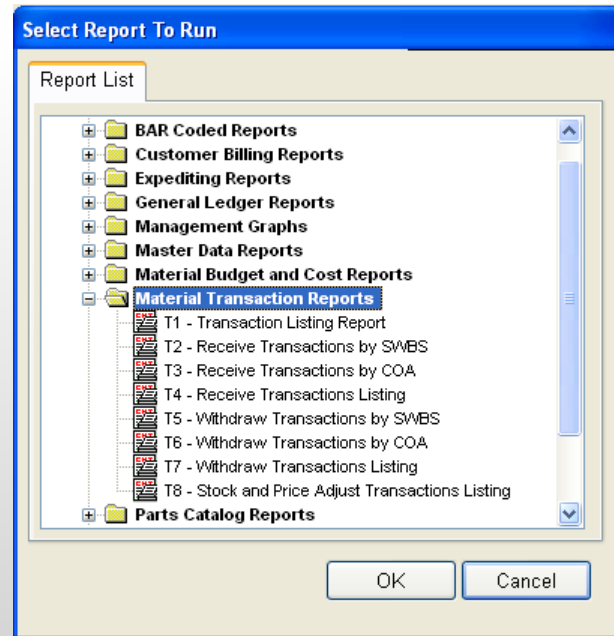 Select Report To Run
Report List
BAR Coded Reports
Customer Billing Reports
Expediting Reports
General Ledger Reports
Management Graphs
Master Data Reports
Material Budget and Cost Reports
Material Transaction Reports
T1 - Transaction Listing Report
T2 - Receive Transactions by SWBS
T3 - Receive Transactions by COA
T4 - Receive Transactions Listing
T5 - Withdraw Transactions by SWBS
T6 - Withdraw Transactions by COA
T7 - Withdraw Transactions Listing
T8 - Stock and Price Adjust Transactions Listing
Parts Catalog Reports
OK Cancel